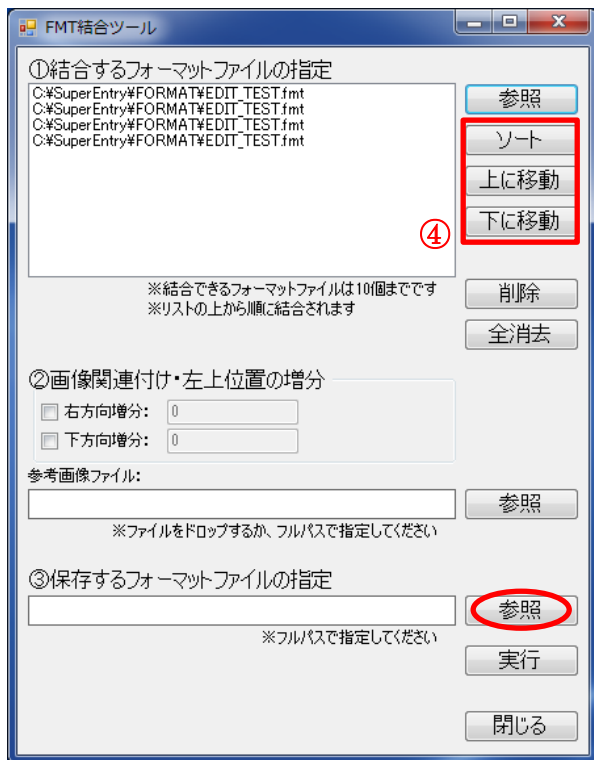 FMT結合ツール
①結合するフォーマットファイルの指定
C:¥SuperEntry¥FORMAT¥EDIT_TEST.fmt
C:¥SuperEntry¥FORMAT¥EDIT_TEST.fmt
C:¥SuperEntry¥FORMAT¥EDIT_TEST.fmt
C:¥SuperEntry¥FORMAT¥EDIT_TEST.fmt
参照
ソート
上に移動
下に移動
④
※結合できるフォーマットファイルは10個までです
※リストの上から順に結合されます
削除
全消去
②画像関連付け・左上位置の増分
右方向増分: 0
下方向増分: 0
参考画像ファイル:
参照
※ファイルをドロップするか、フルパスで指定してください
③保存するフォーマットファイルの指定
参照
※フルパスで指定してください
実行
閉じる